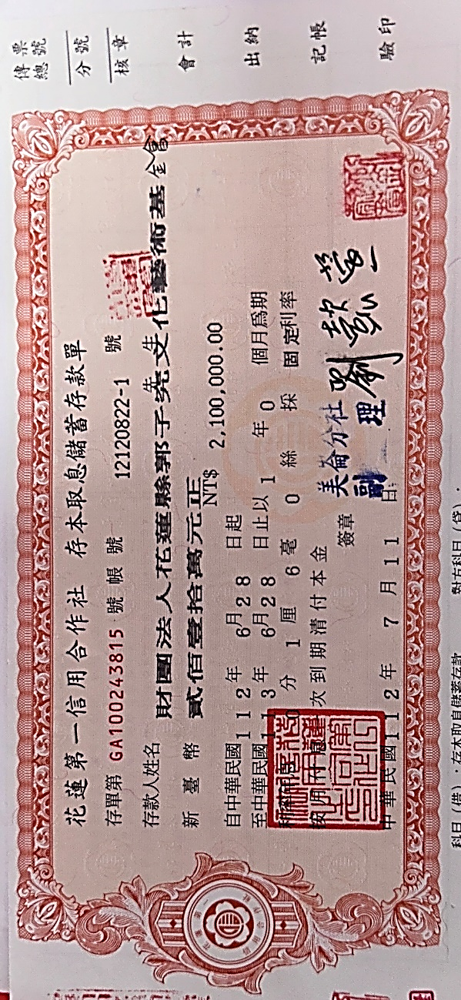 花蓮第一信用合作社 存本取息儲蓄存款單
存單第 GA100243815 號帳號 12120822-1 號
存款人姓名 財團法人花蓮縣郭子究文化藝術基金會 先生
新臺幣 貳佰壹拾萬元正
NT$ 2,100,000.00
自中華民國112年 6月28 日起
至中華民國113年 6月28 日止以 1 年 0 個月為期
利率周息 0 分 1 厘 6 毫 0 絲 採 固定利率
按月付息 次到期清付本金
簽章
美崙分社
副理
中華民國112年 7月11日
傳票總號
分號
核章
會計
出納
記帳
驗印
科目(借):存本取息儲蓄存款
對方科目(貸):